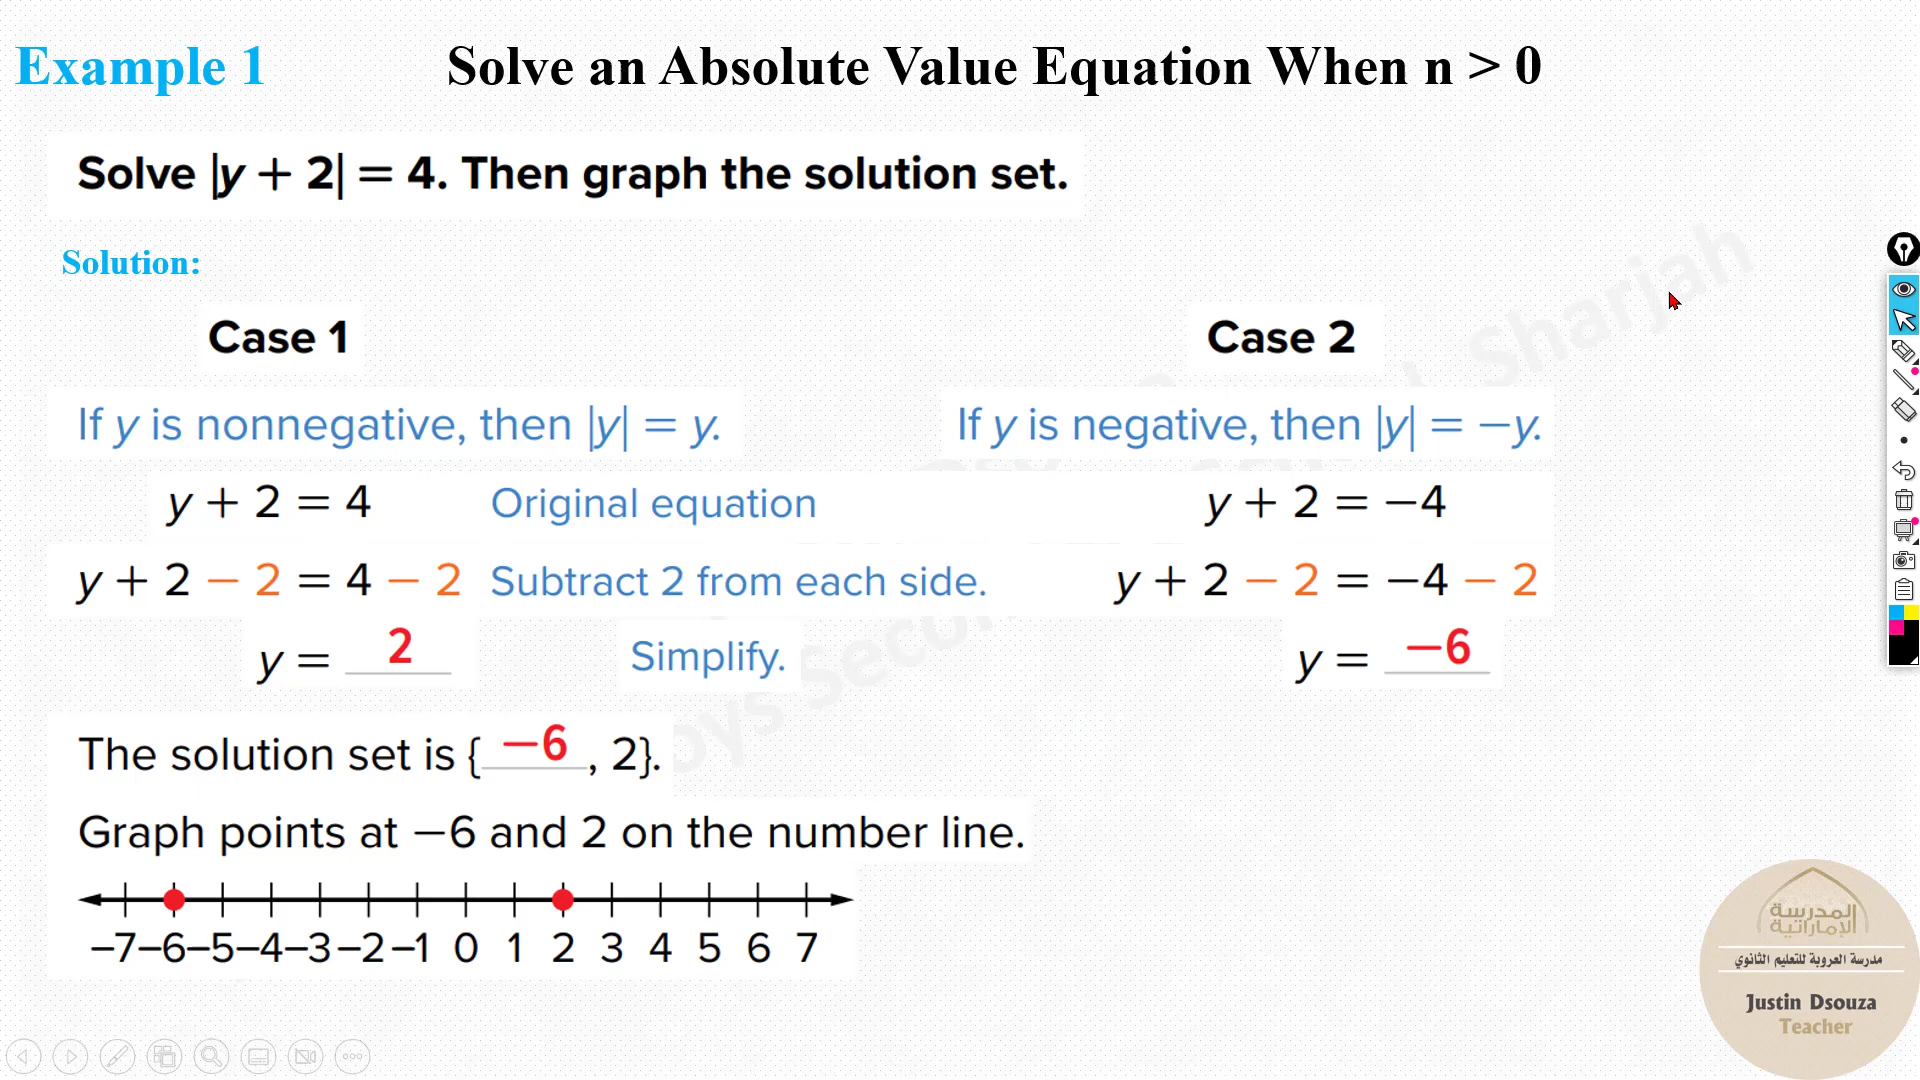 Example 1
Solve an Absolute Value Equation When n > 0
Solve |y + 2| = 4. Then graph the solution set.
Solution:
Case 1
Case 2
If y is nonnegative, then |y| = y.
If y is negative, then |y| = −y.
y + 2 = 4 Original equation y + 2 = −4
y + 2 − 2 = 4 − 2 Subtract 2 from each side. y + 2 − 2 = −4 − 2
y = 2 Simplify. y = −6
The solution set is {−6, 2}.
Graph points at −6 and 2 on the number line.
−7 −6 −5 −4 −3 −2 −1 0 1 2 3 4 5 6 7
المدرسة
الإماراتية
مدرسة العروبة للتعليم الثانوي
Justin Dsouza
Teacher
Sharjah